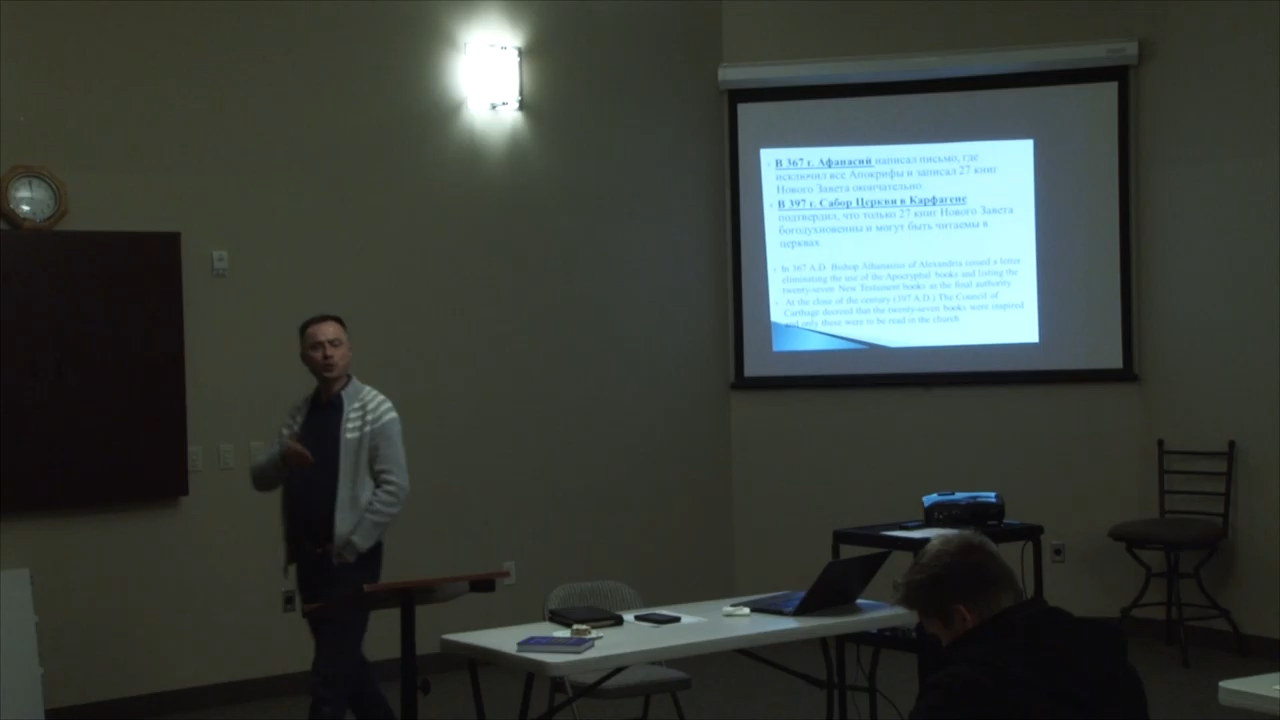 В 367 г. Афанасий написал письмо, где
исключил все Апокрифы и записал 27 книг
Нового Завета окончательно.
В 397 г. Сабор Церкви в Карфагене
подтвердил, что только 27 книг Нового Завета
богодухновенны и могут быть читаемы в
церквах
In 367 A.D. Bishop Athanasius of Alexandria issued a letter
eliminating the use of the Apocryphal books and listing the
twenty-seven New Testament books as the final authority.
At the close of the century (397 A.D.) The Council of
Carthage decreed that the twenty-seven books were inspired
and only these were to be read in the church.